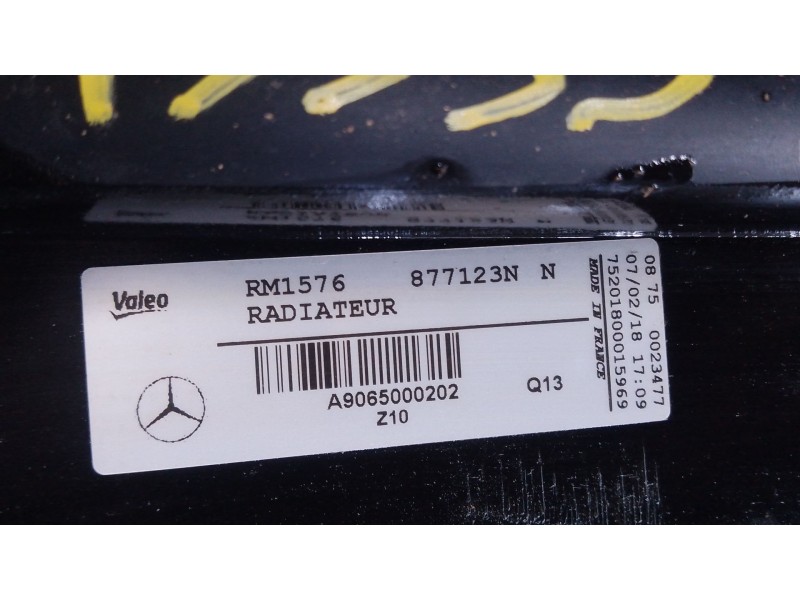 Valeo
RM1576 877123N N
RADIATEUR
A9065000202
Z10
Q13
MADE IN FRANCE
08 75 0023477
07/02/18 17:09
75201800015969